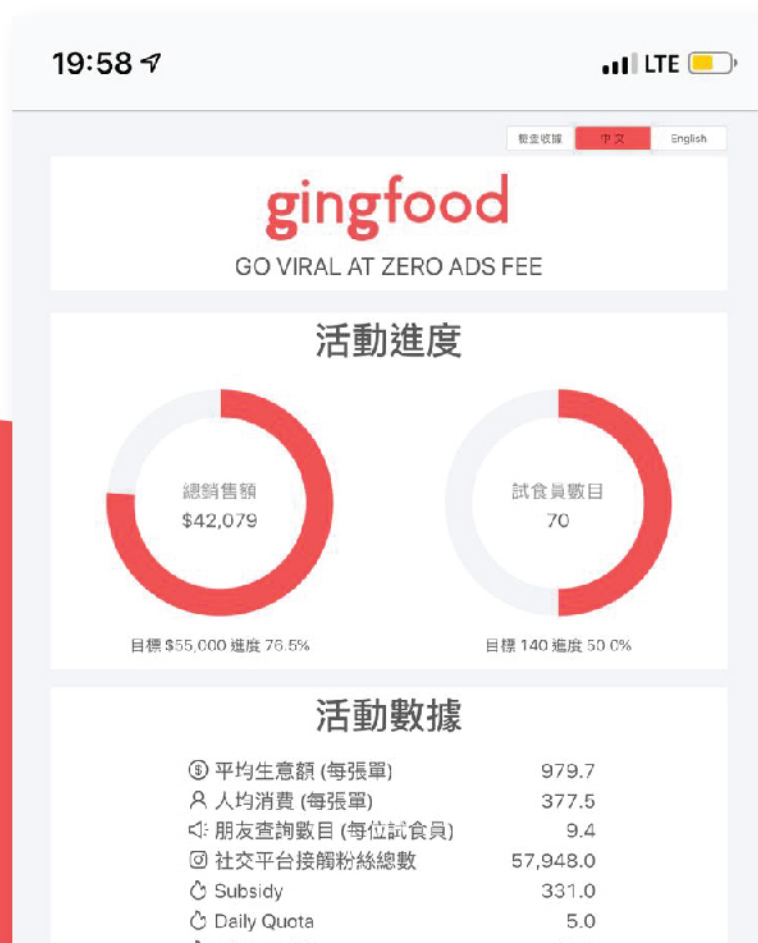 19:58
LTE
檢查收據 中文 English
gingfood
GO VIRAL AT ZERO ADS FEE
活動進度
總銷售額
$42,079
試食員數目
70
目標 $55,000 進度 76.5%
目標 140 進度 50.0%
活動數據
平均生意額 (每張單) 979.7
人均消費 (每張單) 377.5
朋友查詢數目 (每位試食員) 9.4
社交平台接觸粉絲總數 57,948.0
Subsidy 331.0
Daily Quota 5.0